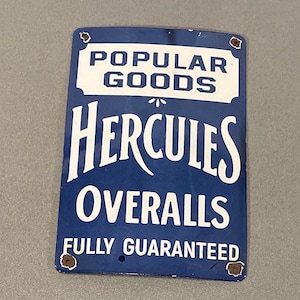 POPULAR
GOODS
HERCULES
OVERALLS
FULLY GUARANTEED